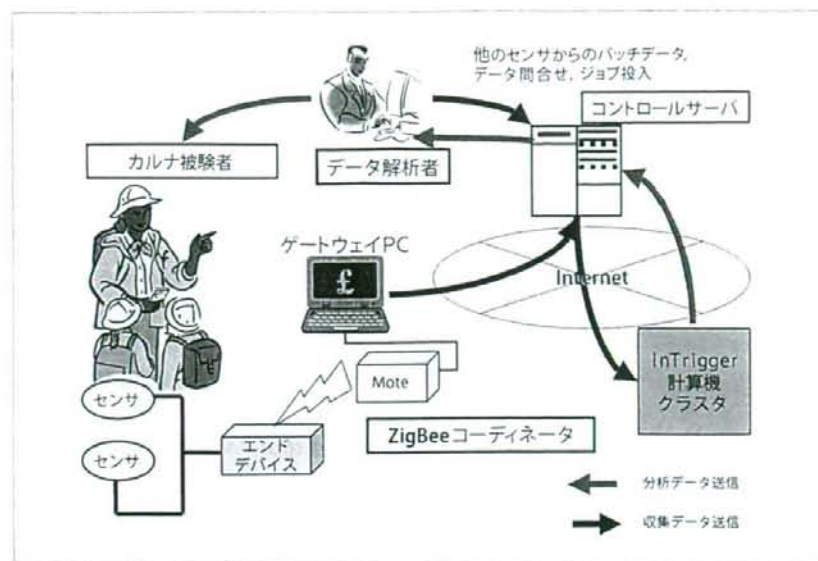 他のセンサからのバッチデータ,
データ問合せ, ジョブ投入
コントロールサーバ
カルナ被験者
データ解析者
ゲートウェイPC
£
Internet
InTrigger
計算機
クラスタ
Mote
センサ
センサ
エンド
デバイス
ZigBeeコーディネータ
分析データ送信
収集データ送信